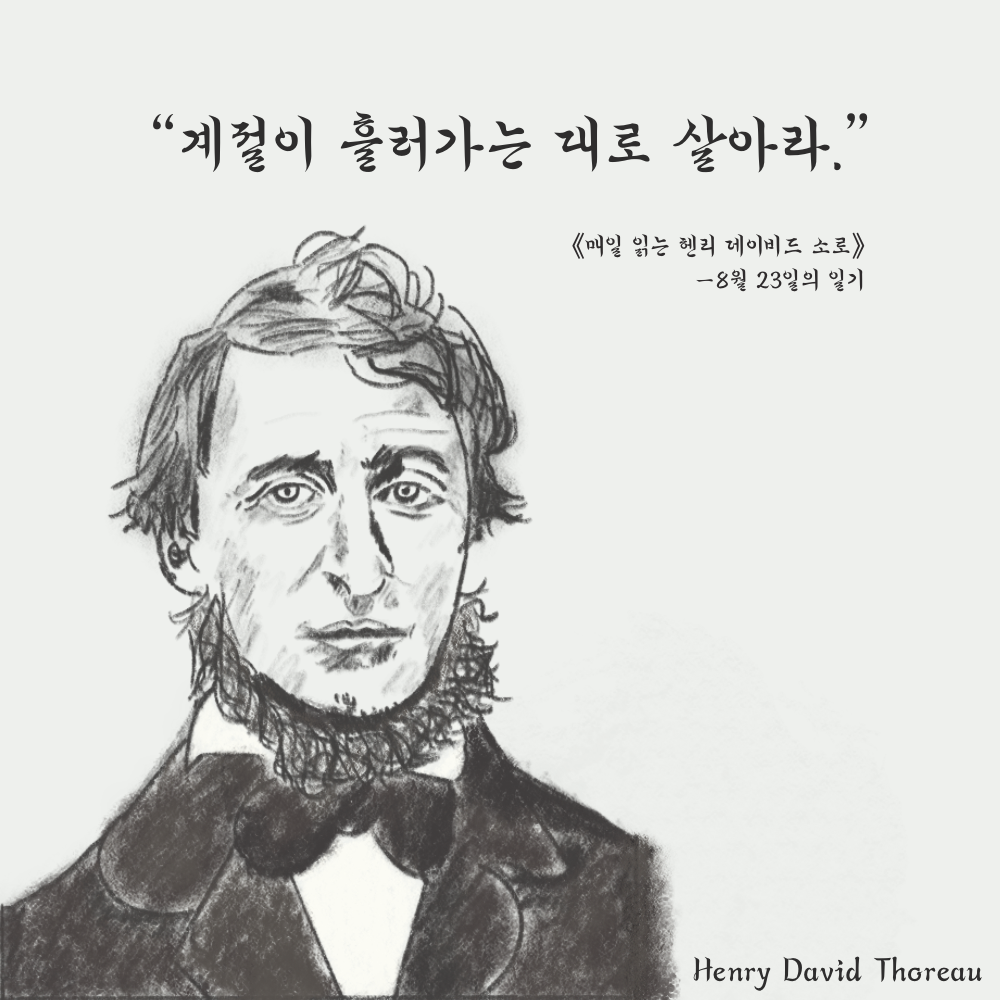 “계절이 흘러가는 대로 살아라.”
《매일 읽는 헨리 데이비드 소로》
—8월 23일의 일기
Henry David Thoreau